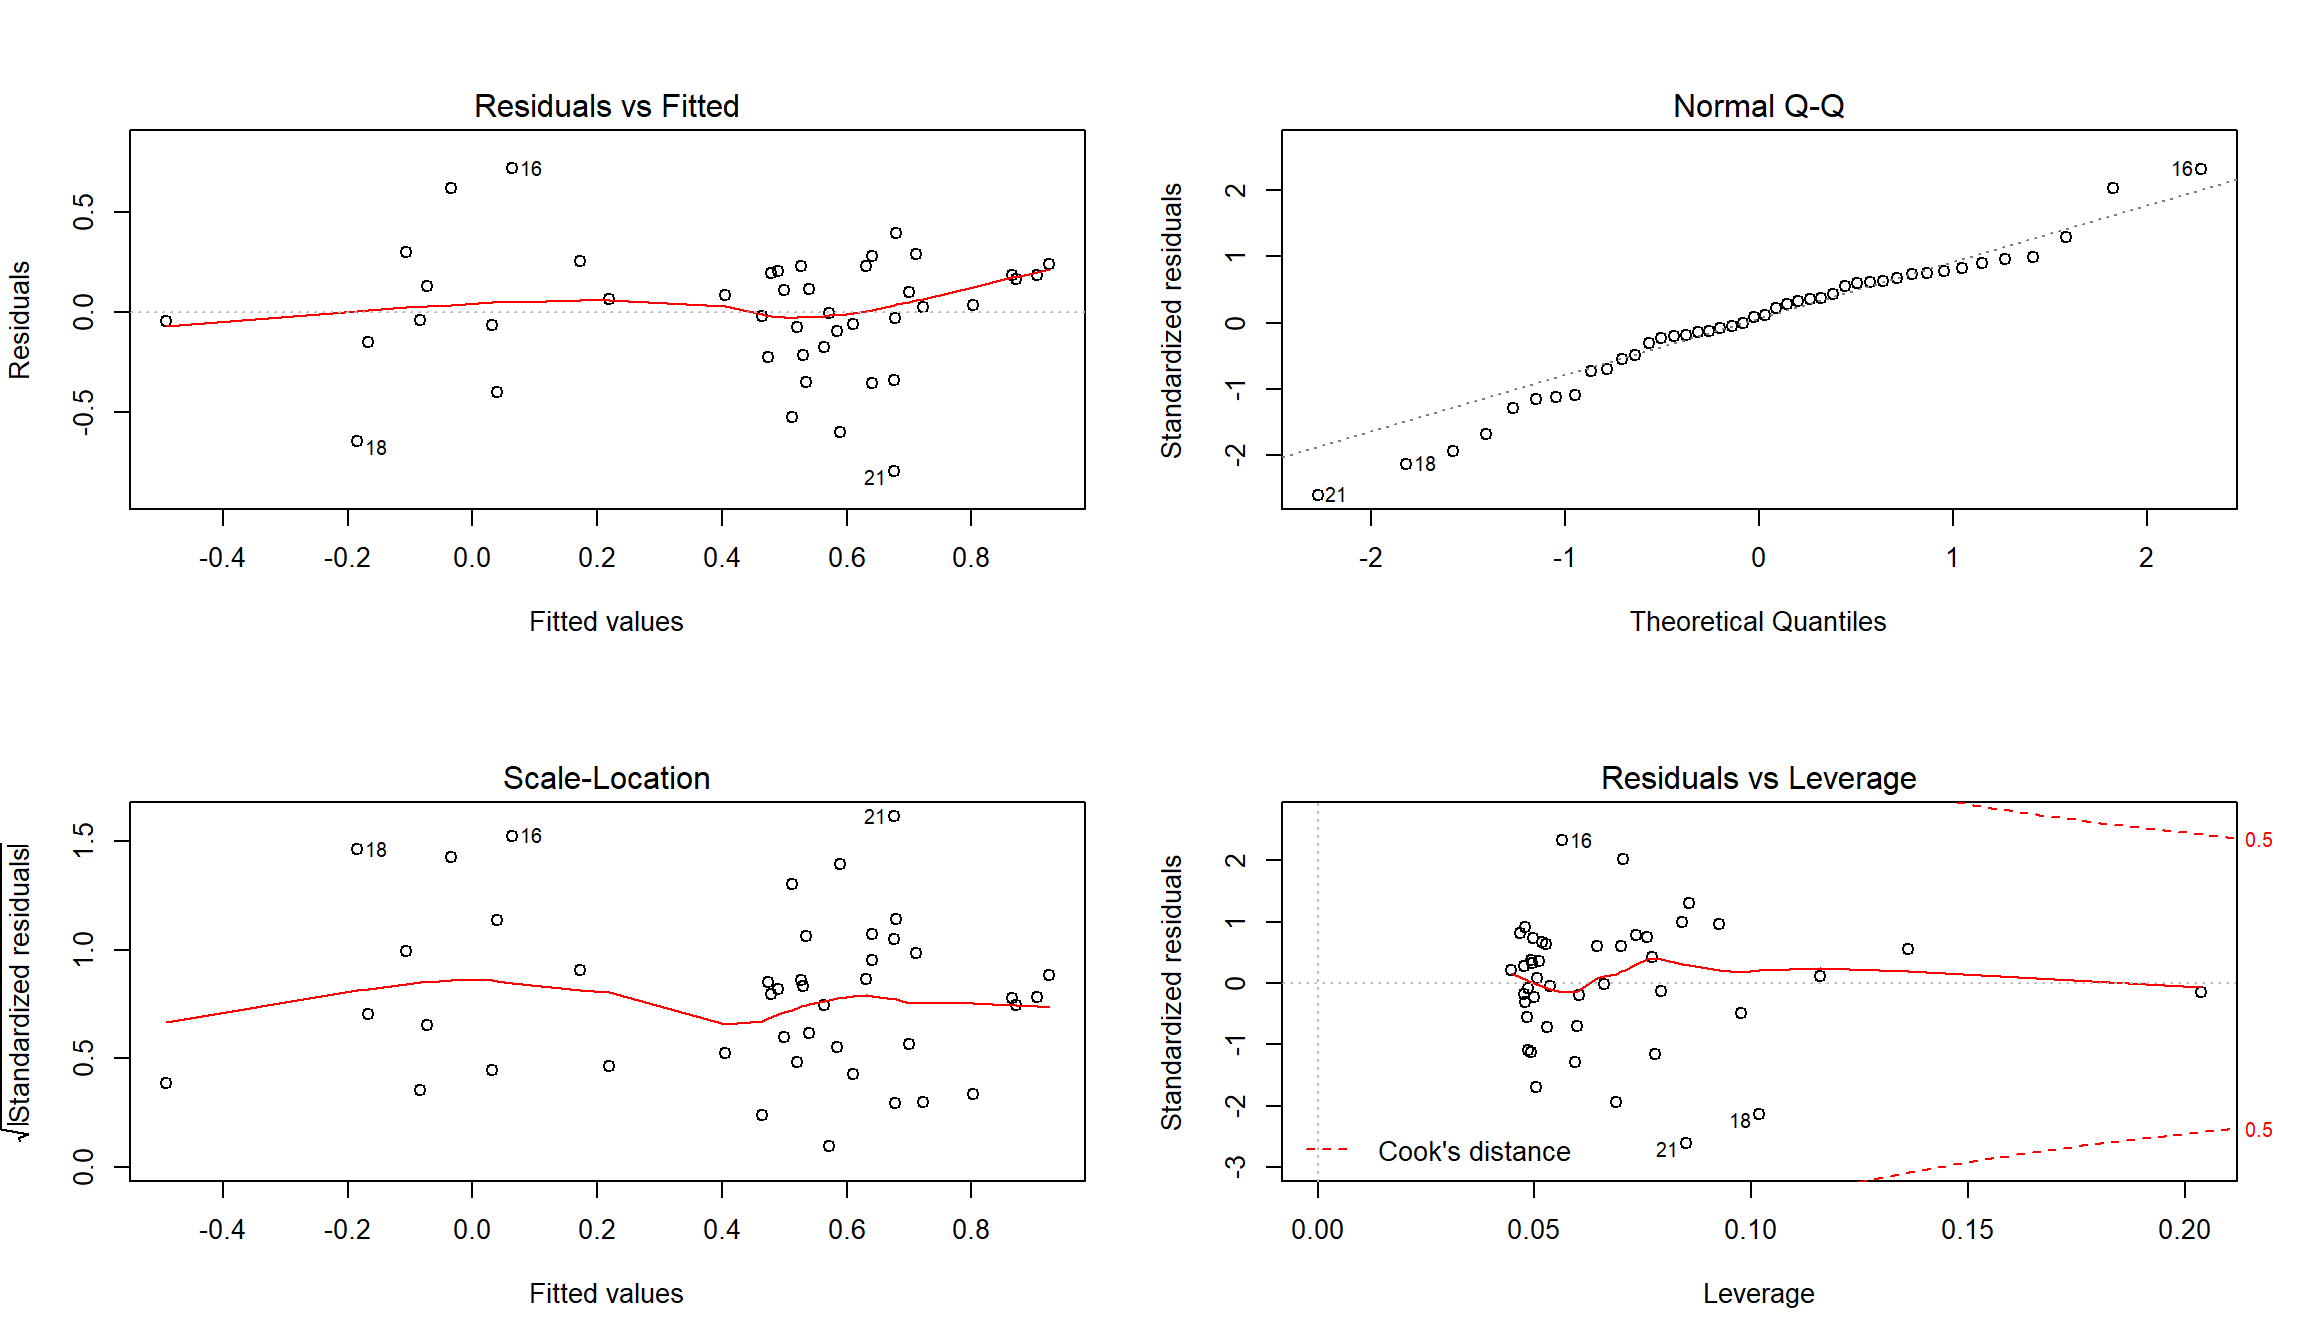 Residuals vs Fitted
Residuals
-0.5 0.0 0.5
16
18
21
-0.4 -0.2 0.0 0.2 0.4 0.6 0.8
Fitted values
Normal Q-Q
Standardized residuals
-2 -1 0 1 2
16
18
21
-2 -1 0 1 2
Theoretical Quantiles
Scale-Location
√|Standardized residuals|
0.0 0.5 1.0 1.5
21
16
18
-0.4 -0.2 0.0 0.2 0.4 0.6 0.8
Fitted values
Residuals vs Leverage
Standardized residuals
-3 -2 -1 0 1 2
16
0.5
18
0.5
21
Cook's distance
0.00 0.05 0.10 0.15 0.20
Leverage